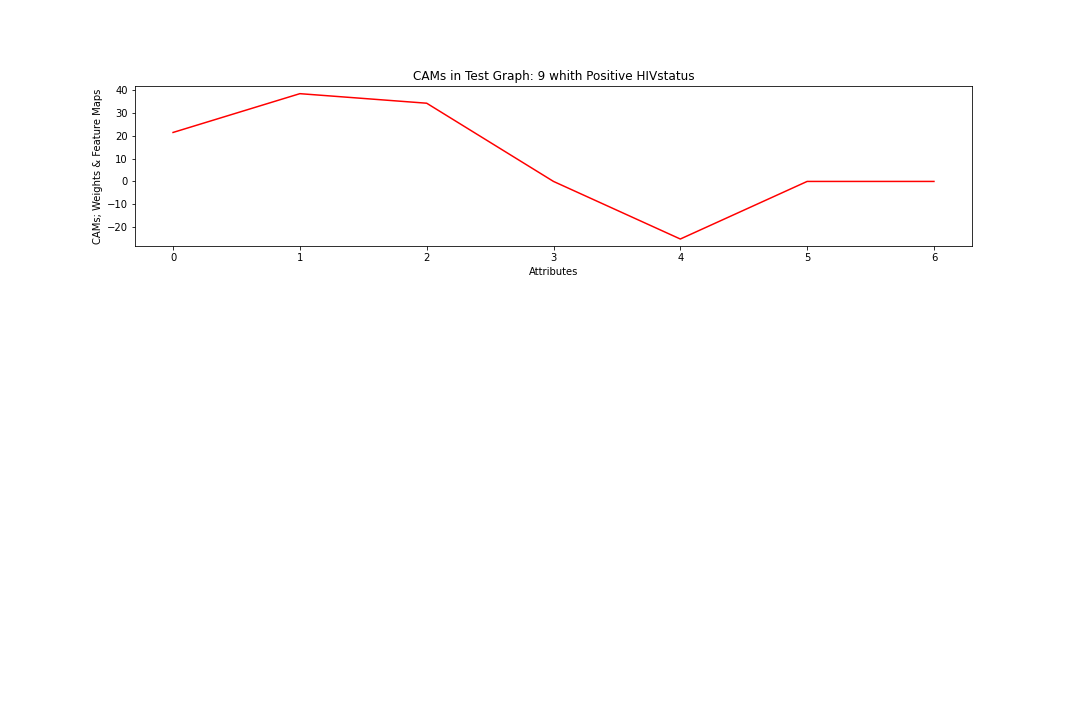 CAMs in Test Graph: 9 whith Positive HIVstatus
CAMs; Weights & Feature Maps
40
30
20
10
0
−10
−20
0 1 2 3 4 5 6
Attributes